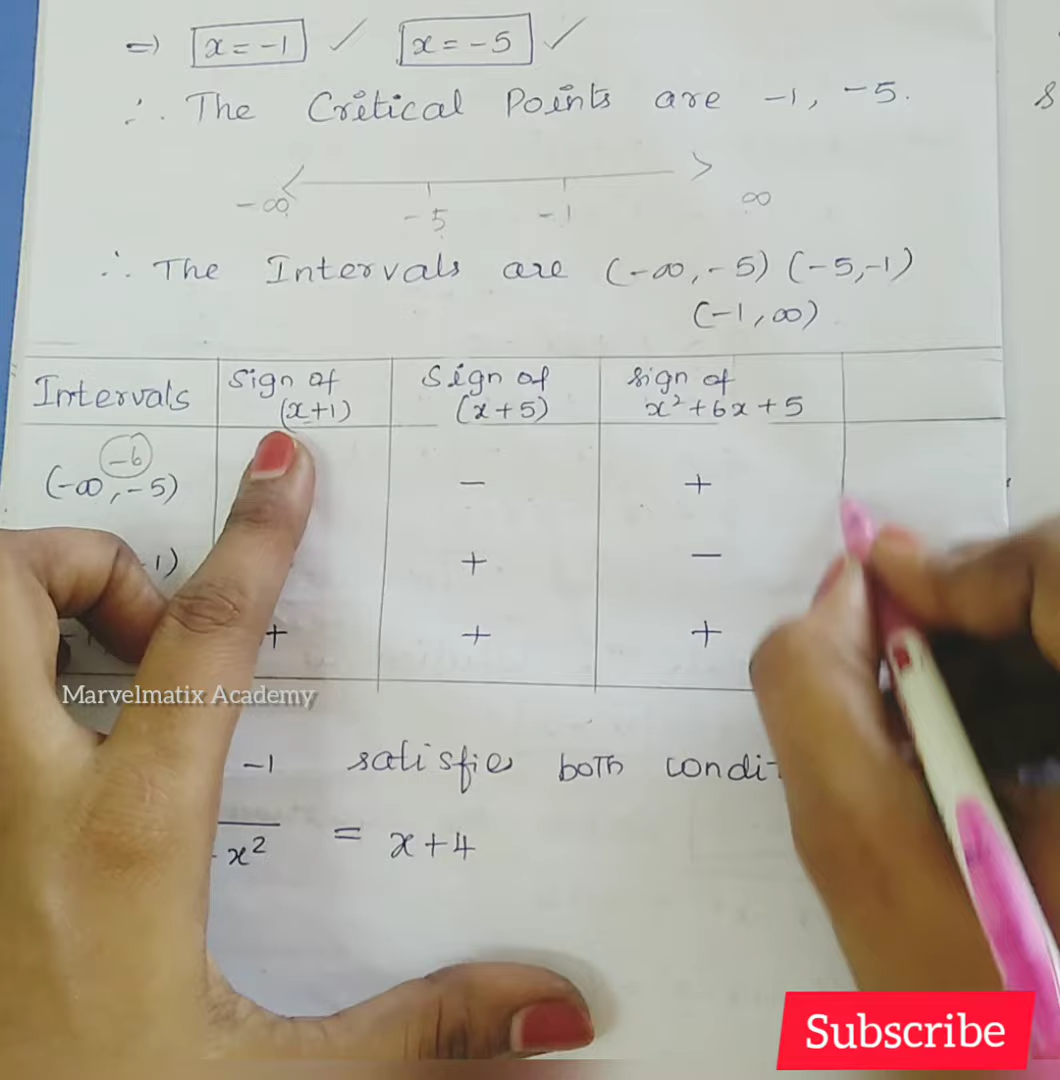 =) x = -1 ✓ x = -5 ✓
∴ The Critical Points are -1, -5.
-∞ -5 -1 ∞
∴ The Intervals are (-∞, -5) (-5, -1)
(-1, ∞)
Intervals Sign of (x+1) Sign of (x+5) sign of x²+6x+5
-6
(-∞, -5) - +
1) + -
+ + +
Marvelmatix Academy
-1 satisfie both condi
x² = x+4
Subscribe